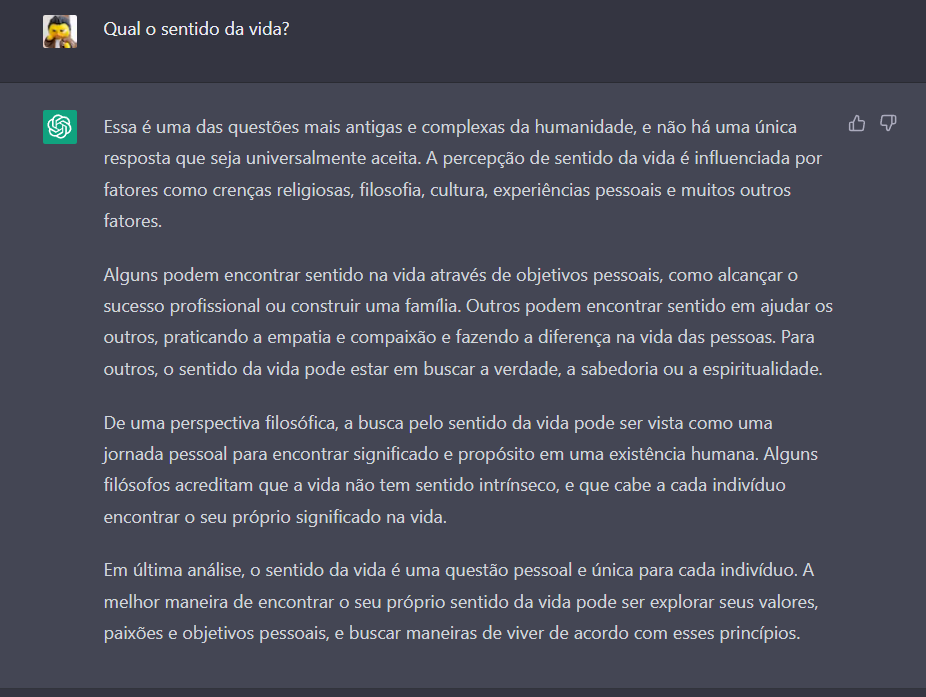 Qual o sentido da vida?
Essa é uma das questões mais antigas e complexas da humanidade, e não há uma única
resposta que seja universalmente aceita. A percepção de sentido da vida é influenciada por
fatores como crenças religiosas, filosofia, cultura, experiências pessoais e muitos outros
fatores.
Alguns podem encontrar sentido na vida através de objetivos pessoais, como alcançar o
sucesso profissional ou construir uma família. Outros podem encontrar sentido em ajudar os
outros, praticando a empatia e compaixão e fazendo a diferença na vida das pessoas. Para
outros, o sentido da vida pode estar em buscar a verdade, a sabedoria ou a espiritualidade.
De uma perspectiva filosófica, a busca pelo sentido da vida pode ser vista como uma
jornada pessoal para encontrar significado e propósito em uma existência humana. Alguns
filósofos acreditam que a vida não tem sentido intrínseco, e que cabe a cada indivíduo
encontrar o seu próprio significado na vida.
Em última análise, o sentido da vida é uma questão pessoal e única para cada indivíduo. A
melhor maneira de encontrar o seu próprio sentido da vida pode ser explorar seus valores,
paixões e objetivos pessoais, e buscar maneiras de viver de acordo com esses princípios.